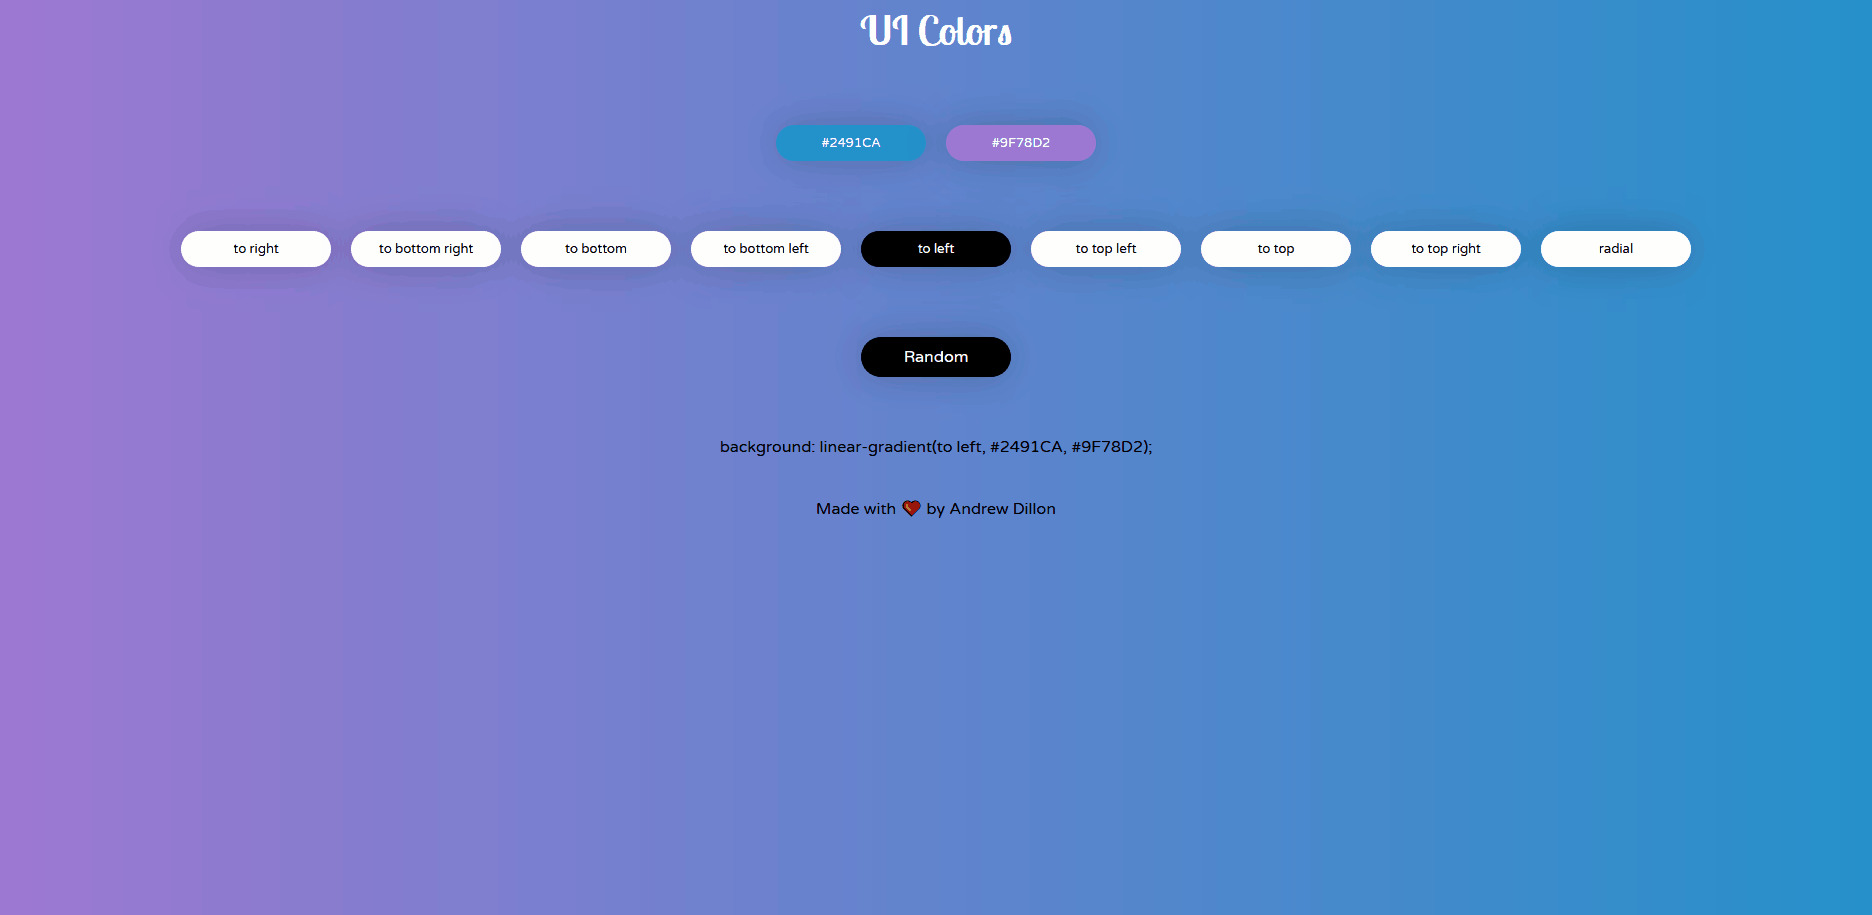 UI Colors
#2491CA #9F78D2
to right to bottom right to bottom to bottom left to left to top left to top to top right radial
Random
background: linear-gradient(to left, #2491CA, #9F78D2);
Made with ❤ by Andrew Dillon